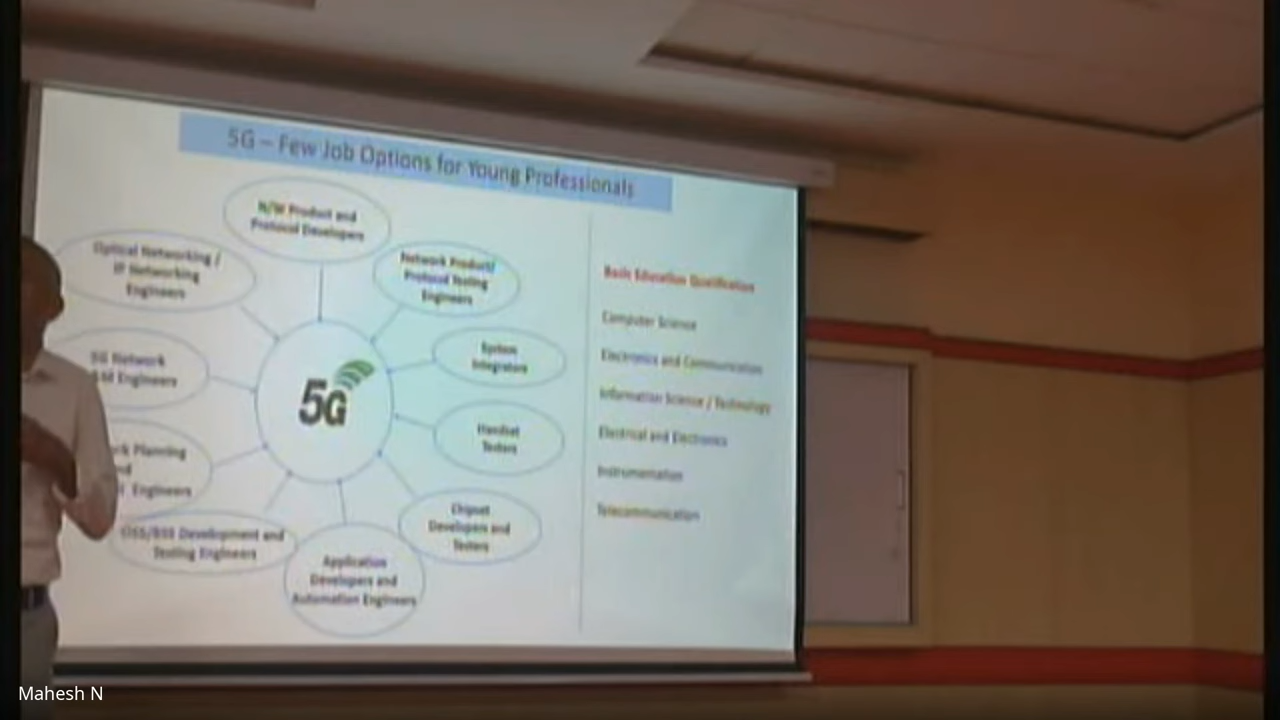 5G – Few Job Options for Young Professionals
N/W Product and
Protocol Developers
Optical Networking /
IP Networking
Engineers
Network Product/
Protocol Testing
Engineers
System
Integrators
5G Network
Engineers
5G
Handset
Testers
Planning
Engineers
Chipset
Developers and
Testers
OSS/BSS Development and
Testing Engineers
Application
Developers and
Automation Engineers
Basic Education Qualification
Computer Science
Electronics and Communication
Information Science / Technology
Electrical and Electronics
Instrumentation
Telecommunication
Mahesh N